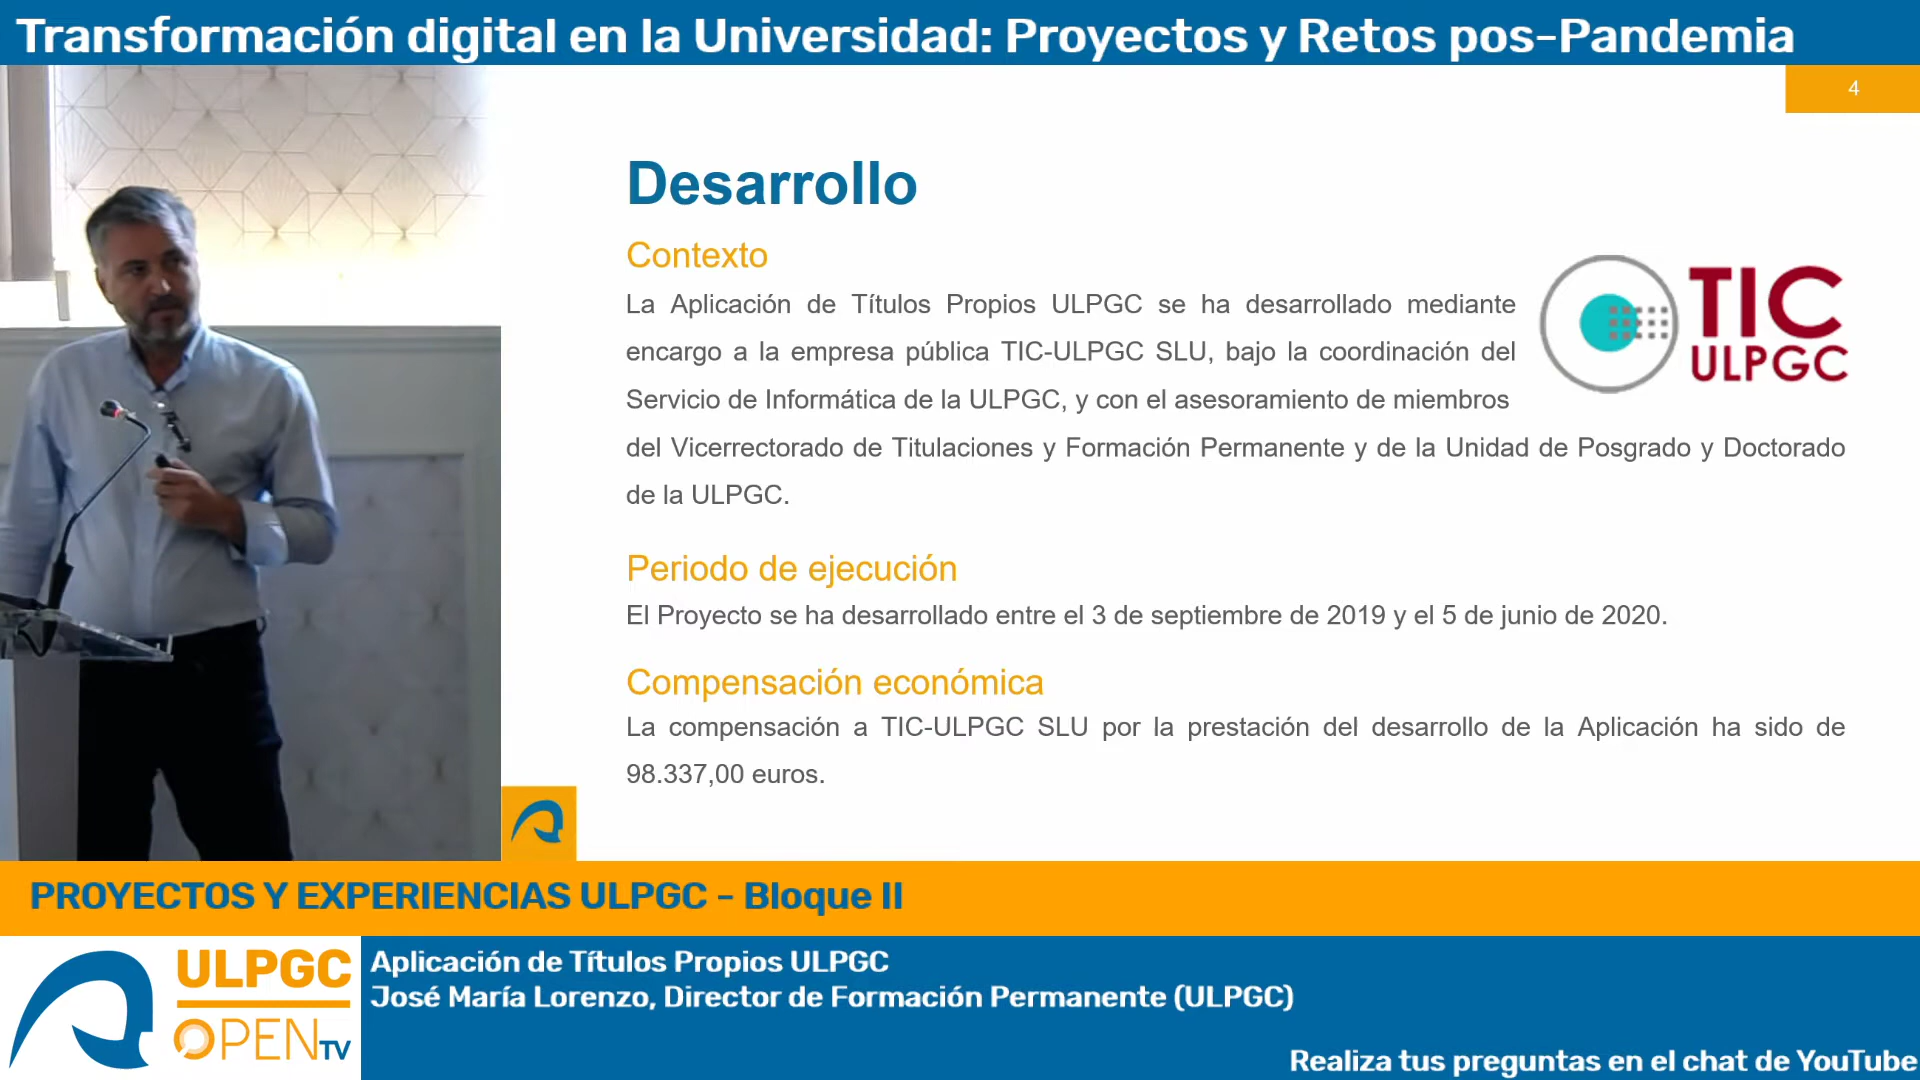 Transformación digital en la Universidad: Proyectos y Retos pos-Pandemia
4
Desarrollo
Contexto
La Aplicación de Títulos Propios ULPGC se ha desarrollado mediante
encargo a la empresa pública TIC-ULPGC SLU, bajo la coordinación del
Servicio de Informática de la ULPGC, y con el asesoramiento de miembros
del Vicerrectorado de Titulaciones y Formación Permanente y de la Unidad de Posgrado y Doctorado
de la ULPGC.
TIC
ULPGC
Periodo de ejecución
El Proyecto se ha desarrollado entre el 3 de septiembre de 2019 y el 5 de junio de 2020.
Compensación económica
La compensación a TIC-ULPGC SLU por la prestación del desarrollo de la Aplicación ha sido de
98.337,00 euros.
PROYECTOS Y EXPERIENCIAS ULPGC - Bloque II
ULPGC
OPENTV
Aplicación de Títulos Propios ULPGC
José María Lorenzo, Director de Formación Permanente (ULPGC)
Realiza tus preguntas en el chat de YouTube